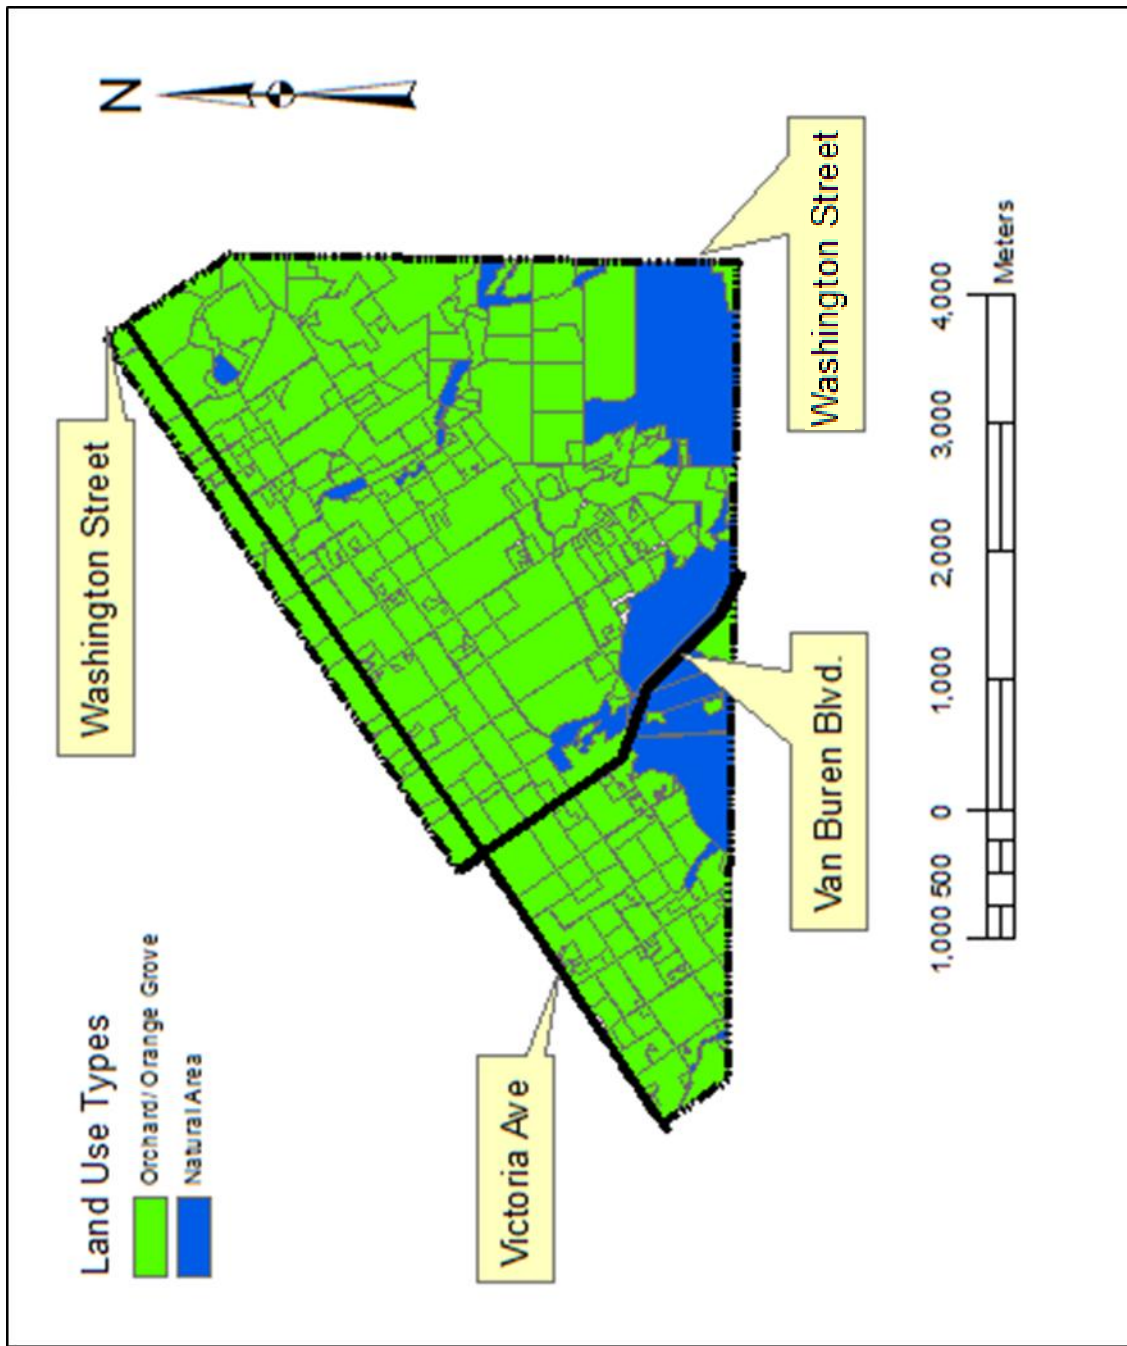 Land Use Types
Orchard/Orange Grove
Natural Area
N
Washington Street
Victoria Ave
Van Buren Blvd.
Washington Street
1,000 500 0 1,000 2,000 3,000 4,000
Meters